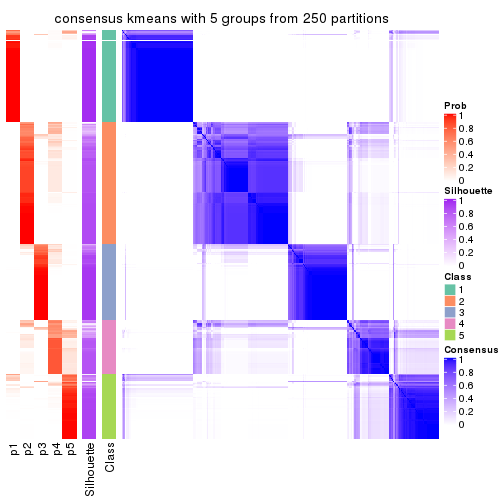 consensus kmeans with 5 groups from 250 partitions
Prob
1
0.8
0.6
0.4
0.2
0
Silhouette
1
0.8
0.6
0.4
0.2
0
Class
1
2
3
4
5
Consensus
1
0.8
0.6
0.4
0.2
0
p1
p2
p3
p4
p5
Silhouette
Class